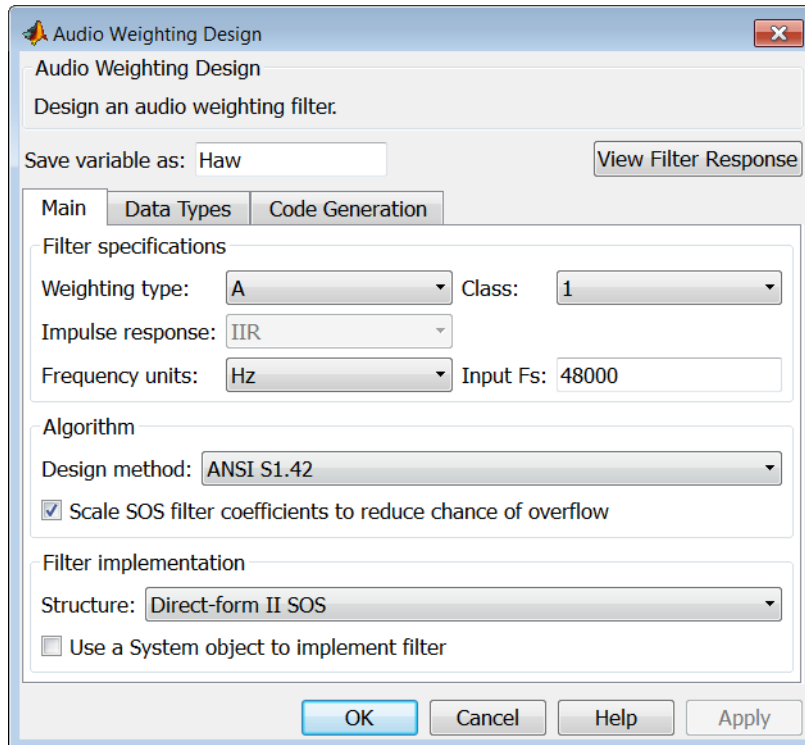 Audio Weighting Design
Audio Weighting Design
Design an audio weighting filter.
Save variable as: Haw View Filter Response
Main Data Types Code Generation
Filter specifications
Weighting type: A Class: 1
Impulse response: IIR
Frequency units: Hz Input Fs: 48000
Algorithm
Design method: ANSI S1.42
Scale SOS filter coefficients to reduce chance of overflow
Filter implementation
Structure: Direct-form II SOS
Use a System object to implement filter
OK Cancel Help Apply